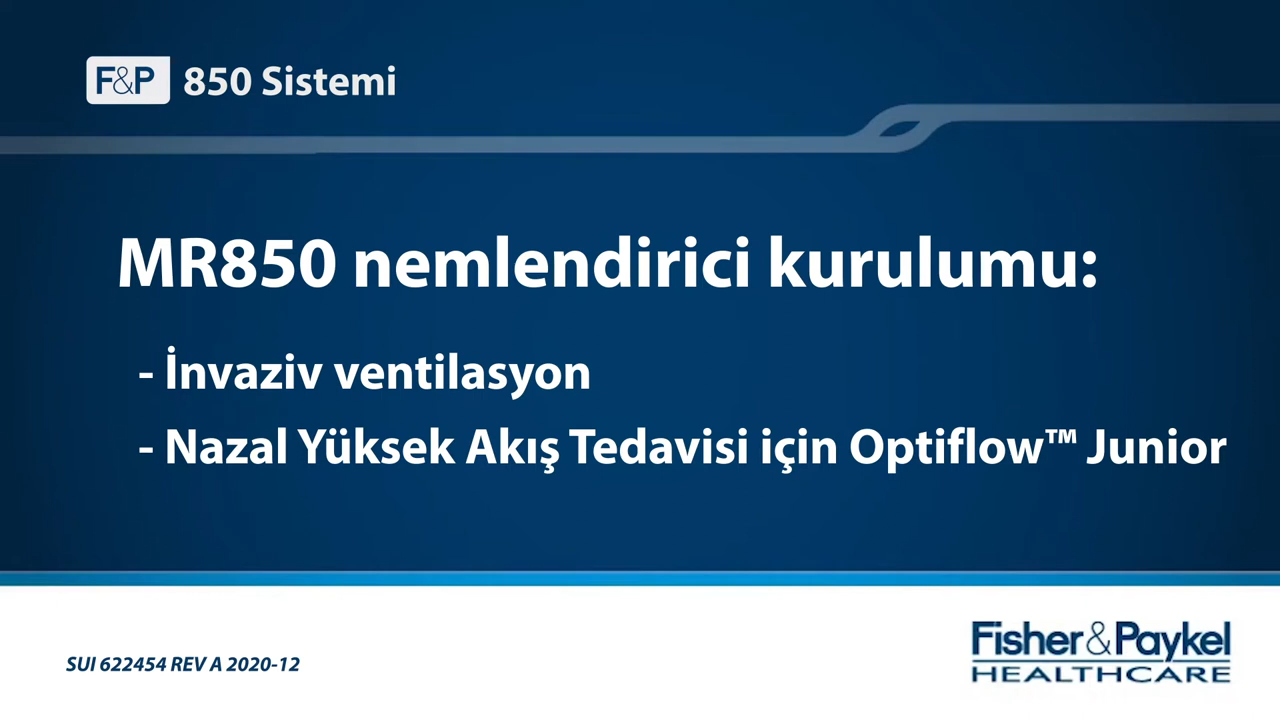 F&P 850 Sistemi
MR850 nemlendirici kurulumu:
- İnvaziv ventilasyon
- Nazal Yüksek Akış Tedavisi için Optiflow™ Junior
SUI 622454 REV A 2020-12
Fisher&Paykel
HEALTHCARE